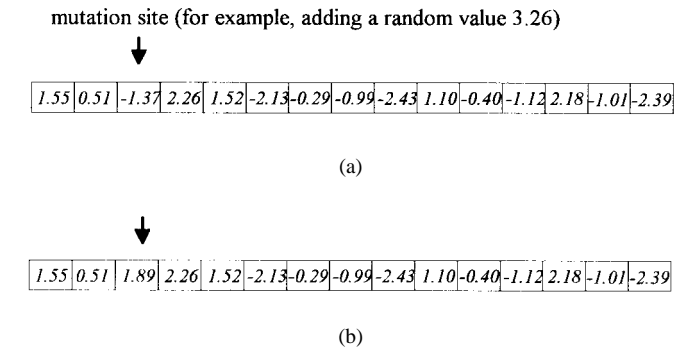 mutation site (for example, adding a random value 3.26)
1.55 0.51 -1.37 2.26 1.52 -2.13 -0.29 -0.99 -2.43 1.10 -0.40 -1.12 2.18 -1.01 -2.39
(a)
1.55 0.51 1.89 2.26 1.52 -2.13 -0.29 -0.99 -2.43 1.10 -0.40 -1.12 2.18 -1.01 -2.39
(b)